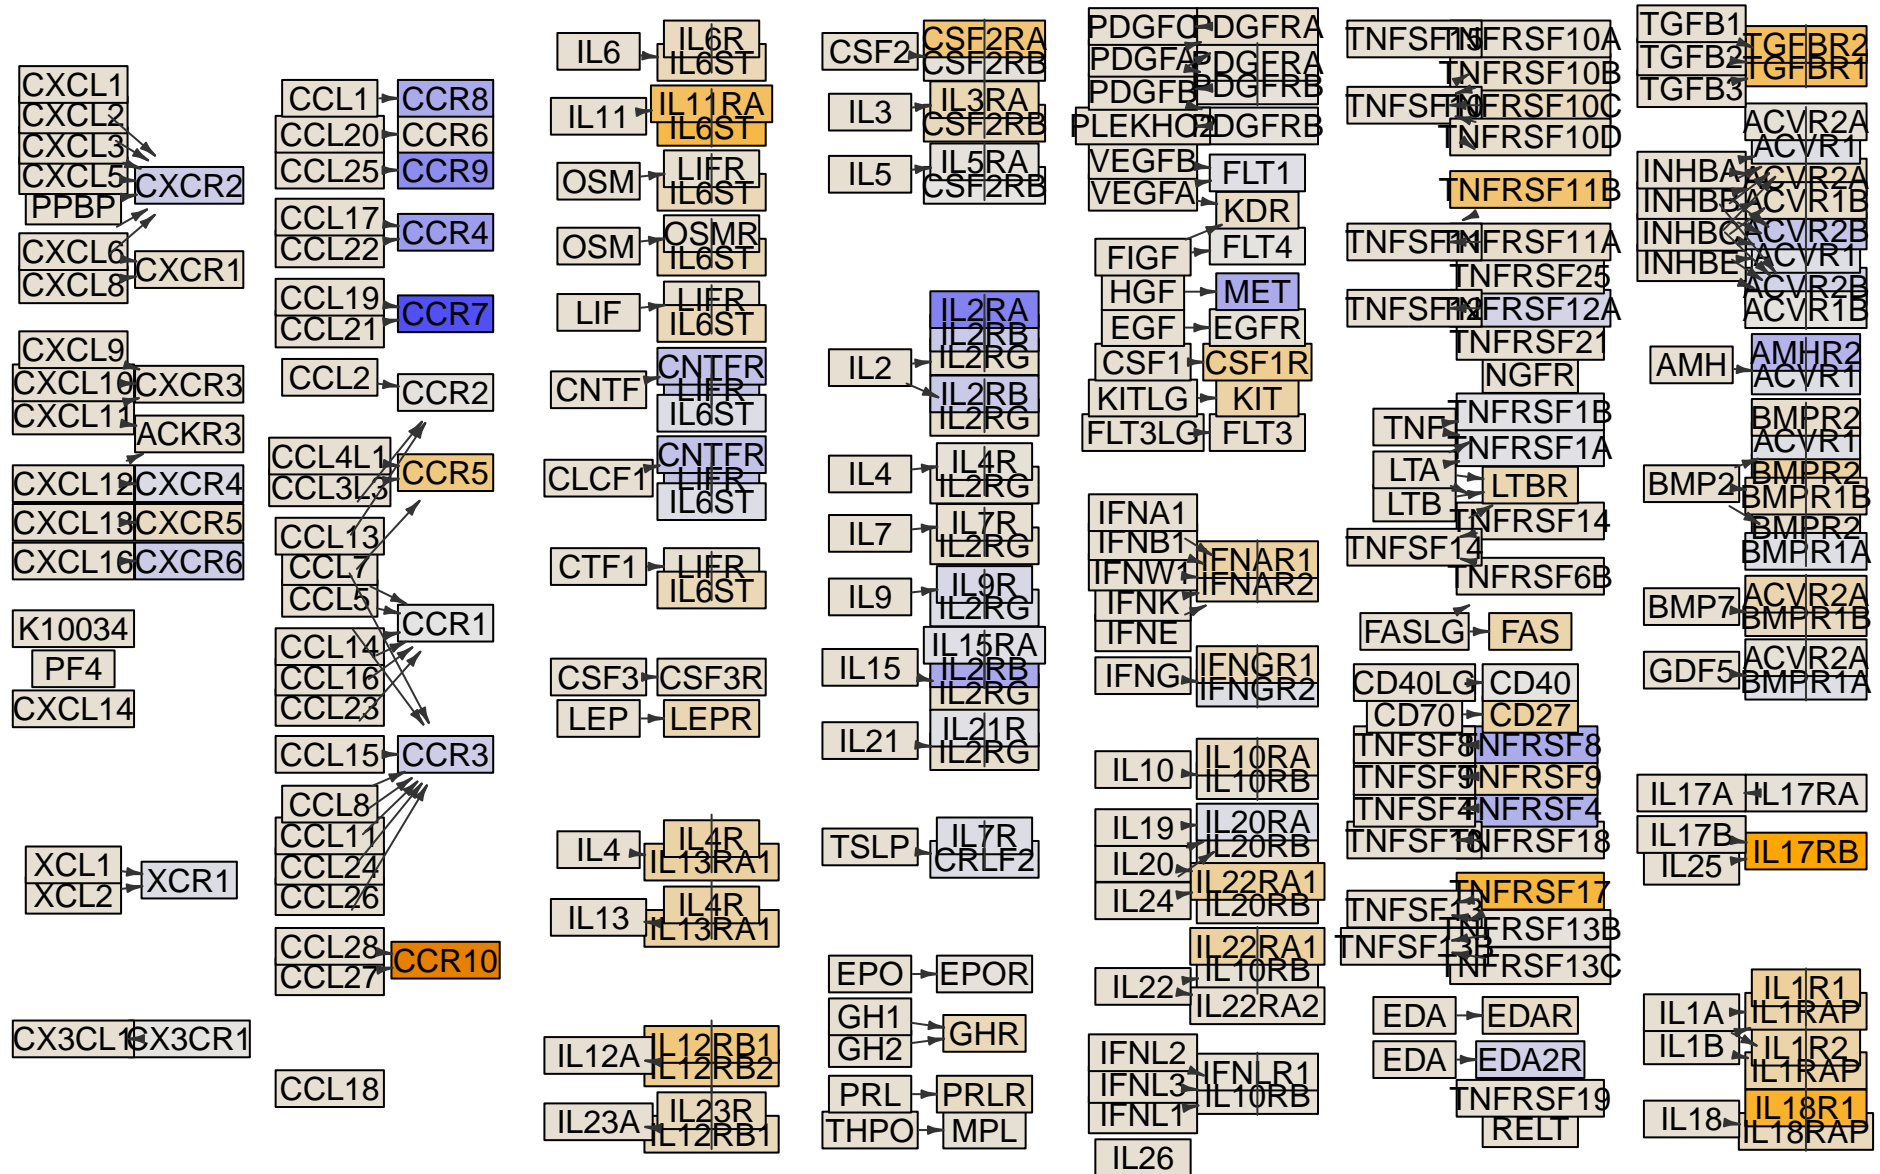 CXCL1
CXCL2
CXCL3
CXCL5
PPBP
CXCR2
CXCL6
CXCL8
CXCR1
CXCL9
CXCL10
CXCL11
CXCR3
ACKR3
CXCL12
CXCR4
CXCL13
CXCR5
CXCL16
CXCR6
K10034
PF4
CXCL14
XCL1
XCL2
XCR1
CX3CL1
CX3CR1
CCL1
CCR8
CCL20
CCR6
CCL25
CCR9
CCL17
CCL22
CCR4
CCL19
CCL21
CCR7
CCL2
CCR2
CCL4L1
CCL3L3
CCR5
CCL13
CCL7
CCL5
CCR1
CCL14
CCL16
CCL23
CCL15
CCR3
CCL8
CCL11
CCL24
CCL26
CCL28
CCL27
CCR10
CCL18
IL6
IL6R
IL6ST
IL11
IL11RA
IL6ST
OSM
LIFR
IL6ST
OSM
OSMR
IL6ST
LIF
LIFR
IL6ST
CNTF
CNTFR
LIFR
IL6ST
CLCF1
CNTFR
LIFR
IL6ST
CTF1
LIFR
IL6ST
CSF3
CSF3R
LEP
LEPR
IL4
IL4R
IL13RA1
IL13
IL4R
IL13RA1
IL12A
IL12RB1
IL12RB2
IL23A
IL23R
IL12RB1
CSF2
CSF2RA
CSF2RB
IL3
IL3RA
CSF2RB
IL5
IL5RA
CSF2RB
IL2
IL2RA
IL2RB
IL2RG
IL2RB
IL2RG
IL4
IL4R
IL2RG
IL7
IL7R
IL2RG
IL9
IL9R
IL2RG
IL15
IL15RA
IL2RB
IL2RG
IL21
IL21R
IL2RG
TSLP
IL7R
CRLF2
EPO
EPOR
GH1
GH2
GHR
PRL
PRLR
THPO
MPL
PDGFC
PDGFRA
PDGFA
PDGFRA
PDGFRB
PDGFB
PLEKHO2
PDGFRB
VEGFB
VEGFA
FLT1
KDR
FIGF
FLT4
HGF
MET
EGF
EGFR
CSF1
CSF1R
KITLG
KIT
FLT3LG
FLT3
IFNA1
IFNB1
IFNW1
IFNK
IFNE
IFNAR1
IFNAR2
IFNG
IFNGR1
IFNGR2
IL10
IL10RA
IL10RB
IL19
IL20
IL24
IL20RA
IL20RB
IL22RA1
IL20RB
IL22
IL22RA1
IL10RB
IL22RA2
IFNL2
IFNL3
IFNL1
IFNLR1
IL10RB
IL26
TNFSF15
TNFRSF10A
TNFRSF10B
TNFSF10
TNFRSF10C
TNFRSF10D
TNFRSF11B
TNFSF11
TNFRSF11A
TNFRSF25
TNFSF12
TNFRSF12A
TNFRSF21
NGFR
TNF
TNFRSF1B
TNFRSF1A
LTA
LTB
LTBR
TNFRSF14
TNFSF14
TNFRSF6B
FASLG
FAS
CD40LG
CD40
CD70
CD27
TNFSF8
TNFRSF8
TNFSF9
TNFRSF9
TNFSF4
TNFRSF4
TNFSF18
TNFRSF18
TNFRSF17
TNFSF13
TNFRSF13B
TNFSF13B
TNFRSF13C
EDA
EDAR
EDA
EDA2R
TNFRSF19
RELT
TGFB1
TGFB2
TGFB3
TGFBR2
TGFBR1
ACVR2A
ACVR1
INHBA
ACVR2A
ACVR1B
INHBB
INHBC
ACVR2B
ACVR1
INHBE
ACVR2B
ACVR1B
AMH
AMHR2
ACVR1
BMP2
BMPR2
ACVR1
BMPR2
BMPR1B
BMPR2
BMPR1A
BMP7
ACVR2A
BMPR1B
GDF5
ACVR2A
BMPR1A
IL17A
IL17RA
IL17B
IL25
IL17RB
IL1A
IL1B
IL1R1
IL1RAP
IL1R2
IL1RAP
IL18
IL18R1
IL18RAP